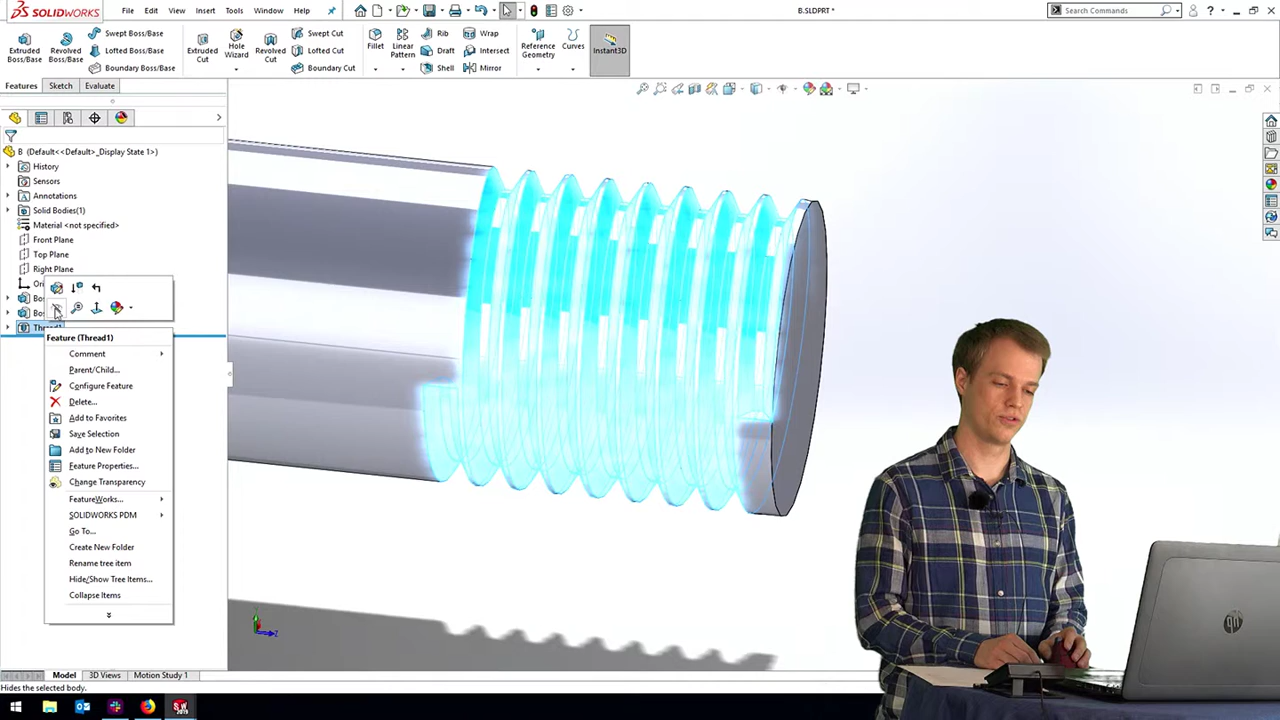 SOLIDWORKS
File Edit View Insert Tools Window Help
B.SLDPRT *
Search Commands
Extruded Boss/Base
Revolved Boss/Base
Swept Boss/Base
Lofted Boss/Base
Boundary Boss/Base
Extruded Cut
Hole Wizard
Revolved Cut
Swept Cut
Lofted Cut
Boundary Cut
Fillet
Linear Pattern
Rib
Draft
Shell
Wrap
Intersect
Mirror
Reference Geometry
Curves
Instant3D
Features Sketch Evaluate
B (Default<<Default>_Display State 1>)
History
Sensors
Annotations
Solid Bodies(1)
Material <not specified>
Front Plane
Top Plane
Right Plane
Or
Bo
Bo
Feature (Thread1)
Comment
Parent/Child...
Configure Feature
Delete...
Add to Favorites
Save Selection
Add to New Folder
Feature Properties...
Change Transparency
FeatureWorks...
SOLIDWORKS PDM
Go To...
Create New Folder
Rename tree item
Hide/Show Tree Items...
Collapse Items
Model 3D Views Motion Study 1
Hides the selected body.
hp